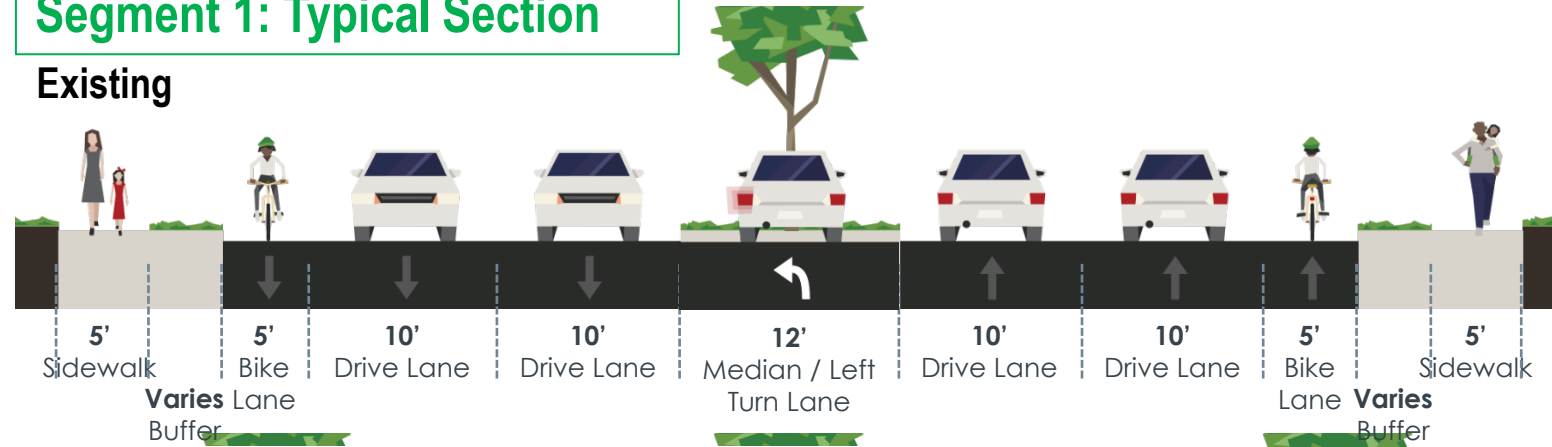 Segment 1: Typical Section
Existing
5’
Sidewalk
Varies
Buffer
5’
Bike
Lane
10’
Drive Lane
10’
Drive Lane
12’
Median / Left
Turn Lane
10’
Drive Lane
10’
Drive Lane
5’
Bike
Lane
Varies
Buffer
5’
Sidewalk